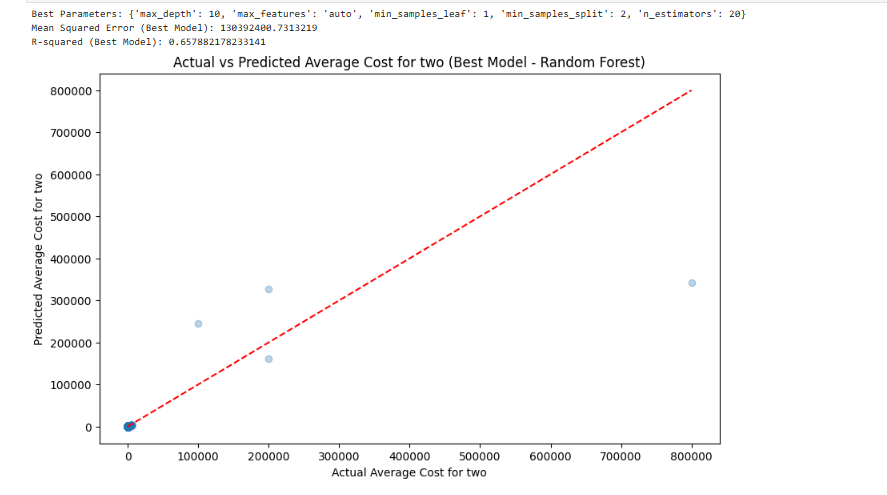 Best Parameters: {'max_depth': 10, 'max_features': 'auto', 'min_samples_leaf': 1, 'min_samples_split': 2, 'n_estimators': 20}
Mean Squared Error (Best Model): 130392400.7313219
R-squared (Best Model): 0.657882178233141
Actual vs Predicted Average Cost for two (Best Model - Random Forest)
Predicted Average Cost for two
800000
700000
600000
500000
400000
300000
200000
100000
0
0 100000 200000 300000 400000 500000 600000 700000 800000
Actual Average Cost for two